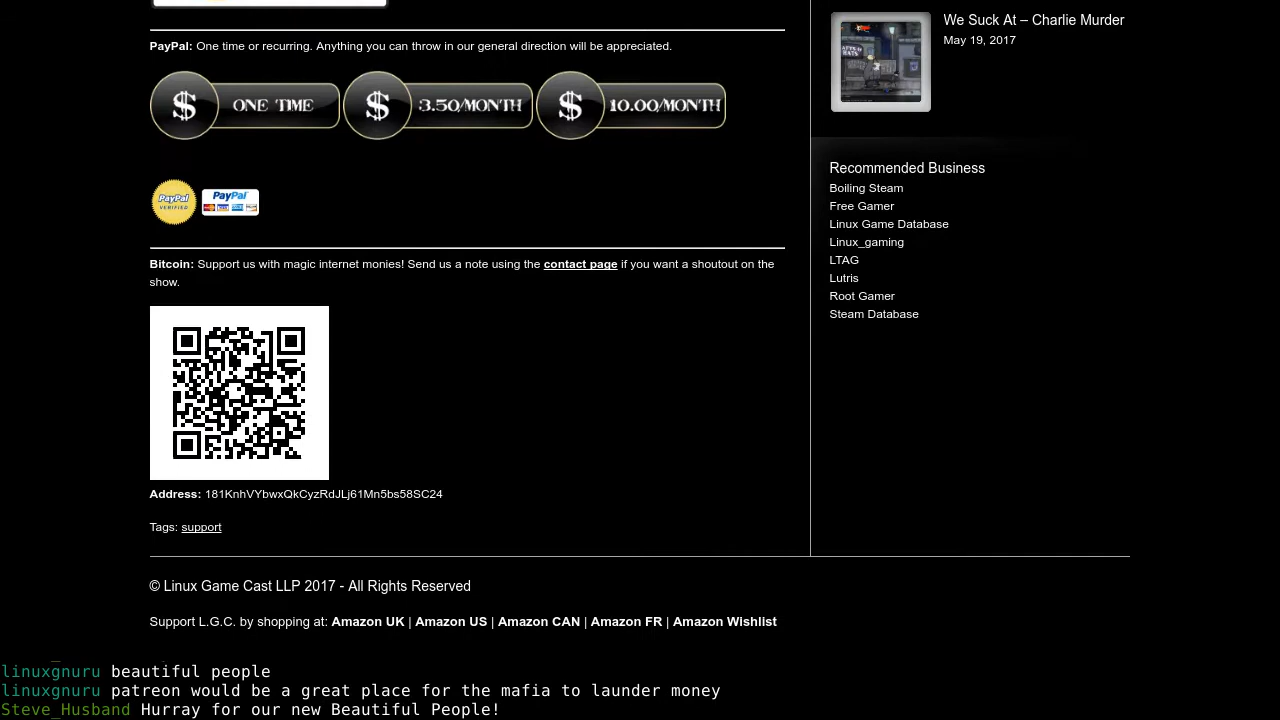 PayPal: One time or recurring. Anything you can throw in our general direction will be appreciated.
$ ONE TIME
$ 3.50/MONTH
$ 10.00/MONTH
PayPal
VERIFIED
PayPal
Bitcoin: Support us with magic internet monies! Send us a note using the contact page if you want a shoutout on the
show.
Address: 181KnhVYbwxQkCyzRdJLj61Mn5bs58SC24
Tags: support
We Suck At – Charlie Murder
May 19, 2017
Recommended Business
Boiling Steam
Free Gamer
Linux Game Database
Linux_gaming
LTAG
Lutris
Root Gamer
Steam Database
© Linux Game Cast LLP 2017 - All Rights Reserved
Support L.G.C. by shopping at: Amazon UK | Amazon US | Amazon CAN | Amazon FR | Amazon Wishlist
linuxgnuru beautiful people
linuxgnuru patreon would be a great place for the mafia to launder money
Steve_Husband Hurray for our new Beautiful People!